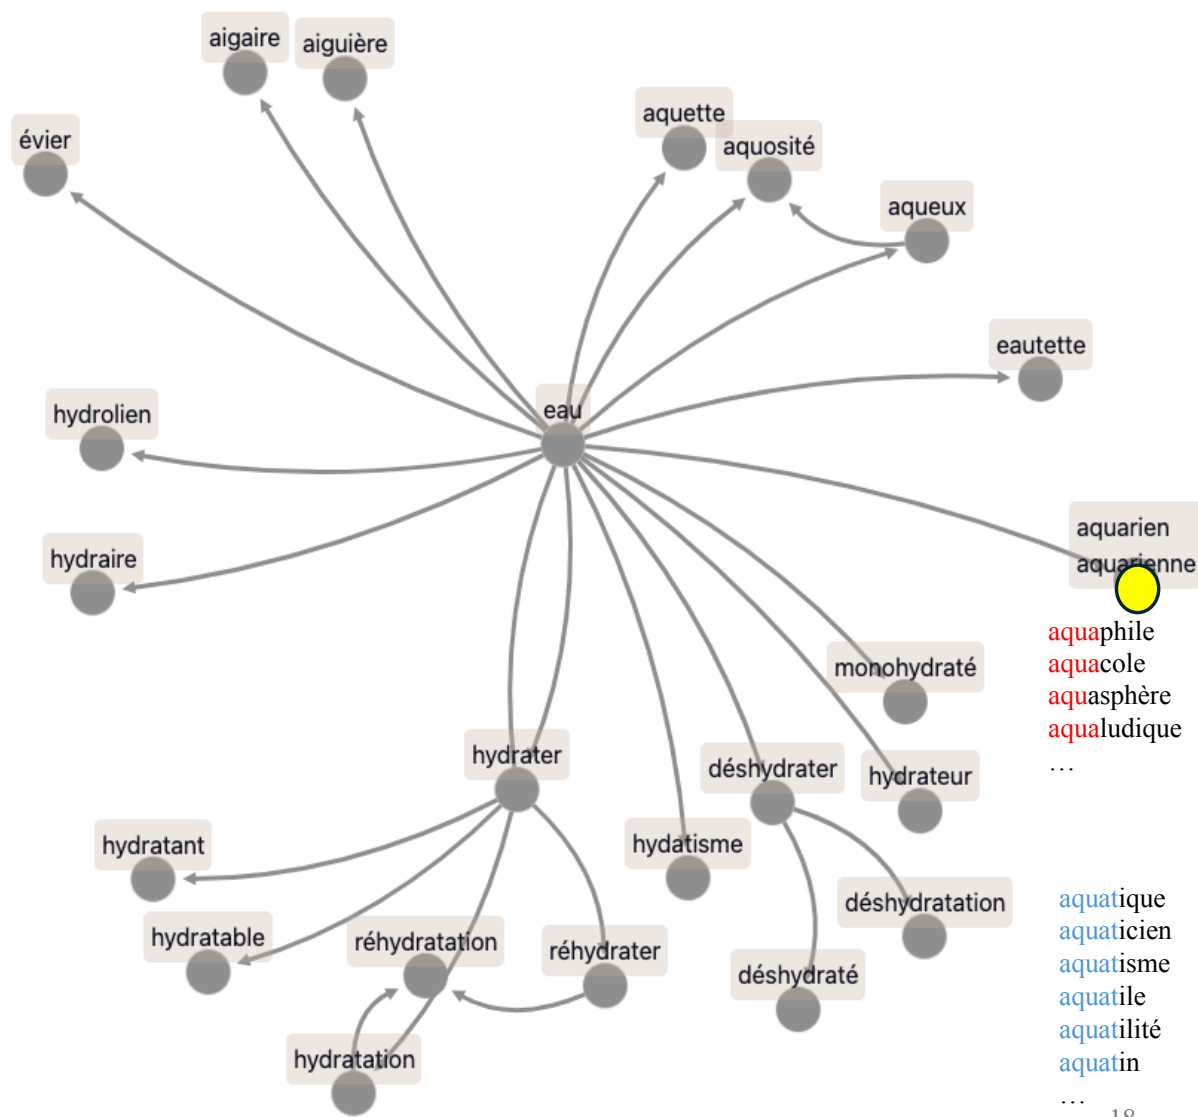 aigaire
aiguière
aquette
évier
aquosité
aqueux
eautette
eau
hydrolien
aquarien
hydraire
aquarienne
aquaphile
monohydraté
aquacole
aquasphère
aqualudique
hydrater
déshydrater
hydrateur
…
hydratant
hydatisme
aquatique
déshydratation
hydratable
réhydratation
réhydrater
aquaticien
aquatisme
déshydraté
aquatile
aquatilité
hydratation
aquatin
…
18